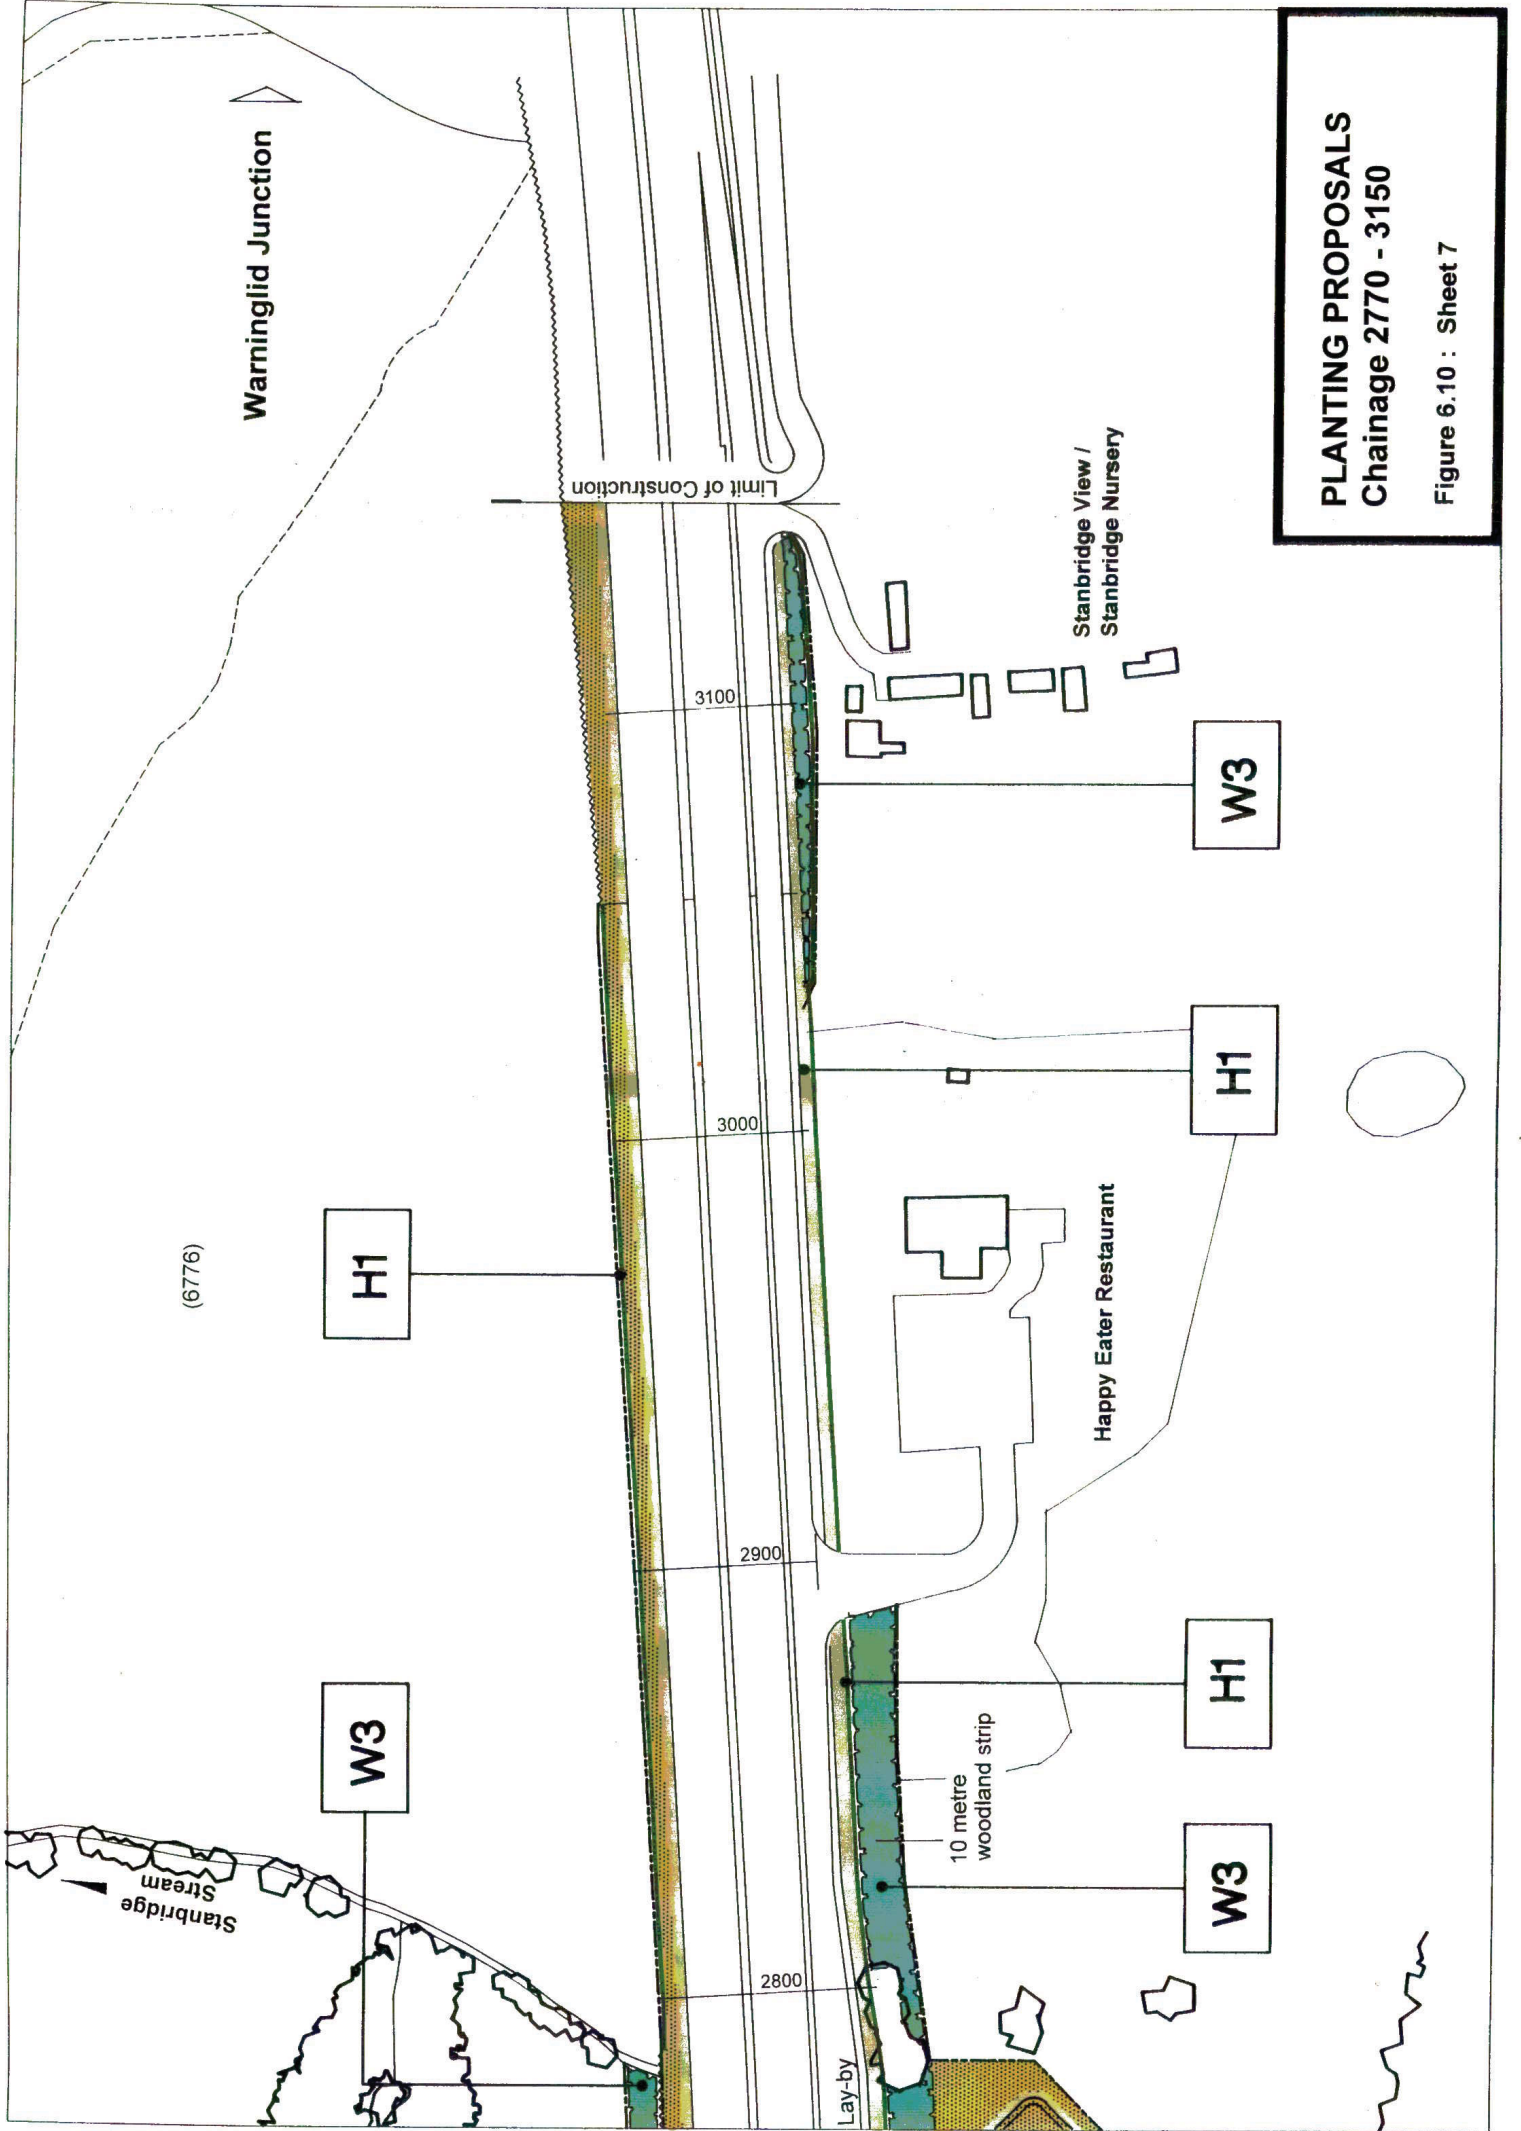 Warninglid Junction
(6776)
H1
W3
Stanbridge
Stream
Limit of Construction
3100
3000
2900
2800
Lay-by
Stanbridge View /
Stanbridge Nursery
W3
H1
Happy Eater Restaurant
H1
10 metre
woodland strip
W3
PLANTING PROPOSALS
Chainage 2770 - 3150
Figure 6.10 : Sheet 7